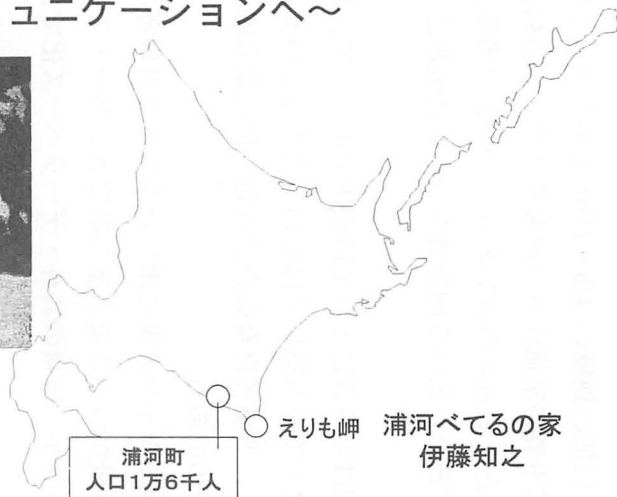 ュニケーションへ～
えりも岬
浦河べてるの家
伊藤知之
浦河町
人口1万6千人